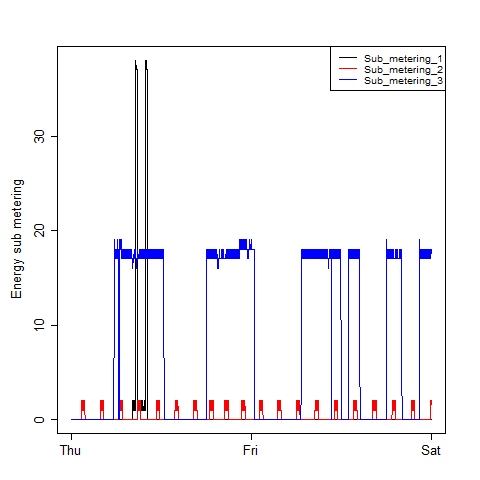 Sub_metering_1
Sub_metering_2
Sub_metering_3
Energy sub metering
30
20
10
0
Thu Fri Sat